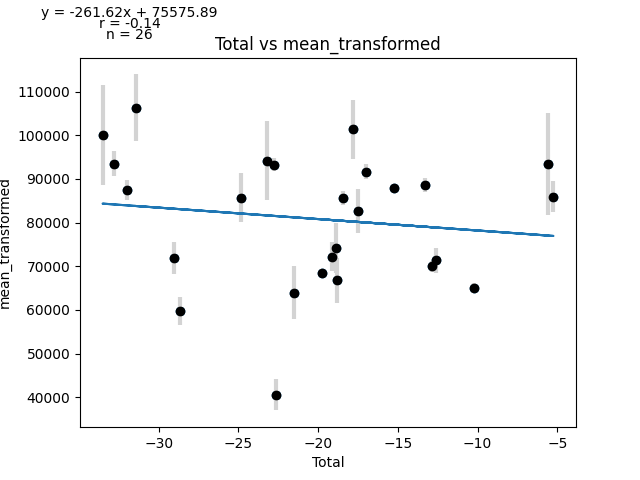 y = -261.62x + 75575.89
r = -0.14
n = 26
Total vs mean_transformed
110000
100000
90000
80000
70000
60000
50000
40000
mean_transformed
−30
−25
−20
−15
−10
−5
Total